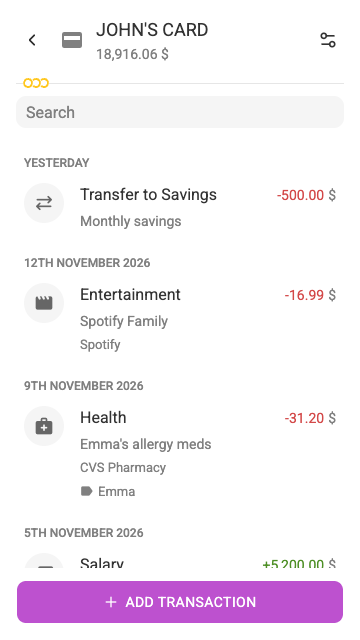 JOHN'S CARD
18,916.06 $
Search
YESTERDAY
Transfer to Savings -500.00 $
Monthly savings
12TH NOVEMBER 2026
Entertainment -16.99 $
Spotify Family
Spotify
9TH NOVEMBER 2026
Health -31.20 $
Emma's allergy meds
CVS Pharmacy
Emma
5TH NOVEMBER 2026
Salary +5,200.00 $
+ ADD TRANSACTION